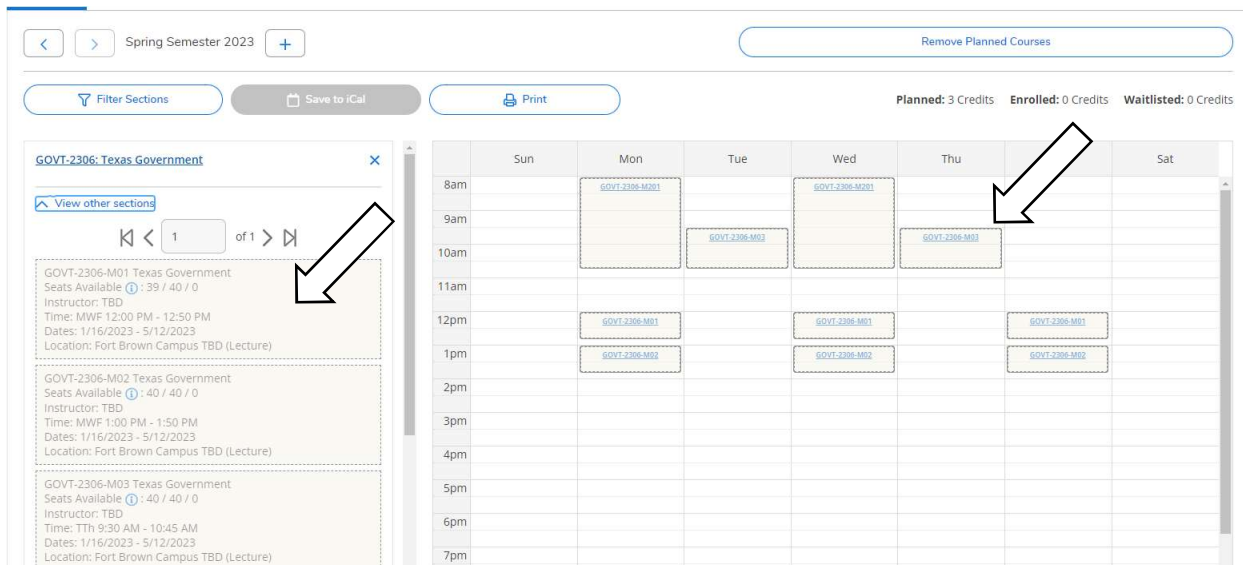 Spring Semester 2023
Remove Planned Courses
Filter Sections
Save to iCal
Print
Planned: 3 Credits Enrolled: 0 Credits Waitlisted: 0 Credits
GOVT-2306: Texas Government
View other sections
1 of 1
GOVT-2306-M01 Texas Government
Seats Available : 39 / 40 / 0
Instructor: TBD
Time: MWF 12:00 PM - 12:50 PM
Dates: 1/16/2023 - 5/12/2023
Location: Fort Brown Campus TBD (Lecture)
GOVT-2306-M02 Texas Government
Seats Available : 40 / 40 / 0
Instructor: TBD
Time: MWF 1:00 PM - 1:50 PM
Dates: 1/16/2023 - 5/12/2023
Location: Fort Brown Campus TBD (Lecture)
GOVT-2306-M03 Texas Government
Seats Available : 40 / 40 / 0
Instructor: TBD
Time: TTh 9:30 AM - 10:45 AM
Dates: 1/16/2023 - 5/12/2023
Location: Fort Brown Campus TBD (Lecture)
Sun Mon Tue Wed Thu Sat
8am GOVT-2306-M201 GOVT-2306-M201
9am
GOVT-2306-M03 GOVT-2306-M03
10am
11am
12pm GOVT-2306-M01 GOVT-2306-M01 GOVT-2306-M01
1pm GOVT-2306-M02 GOVT-2306-M02 GOVT-2306-M02
2pm
3pm
4pm
5pm
6pm
7pm